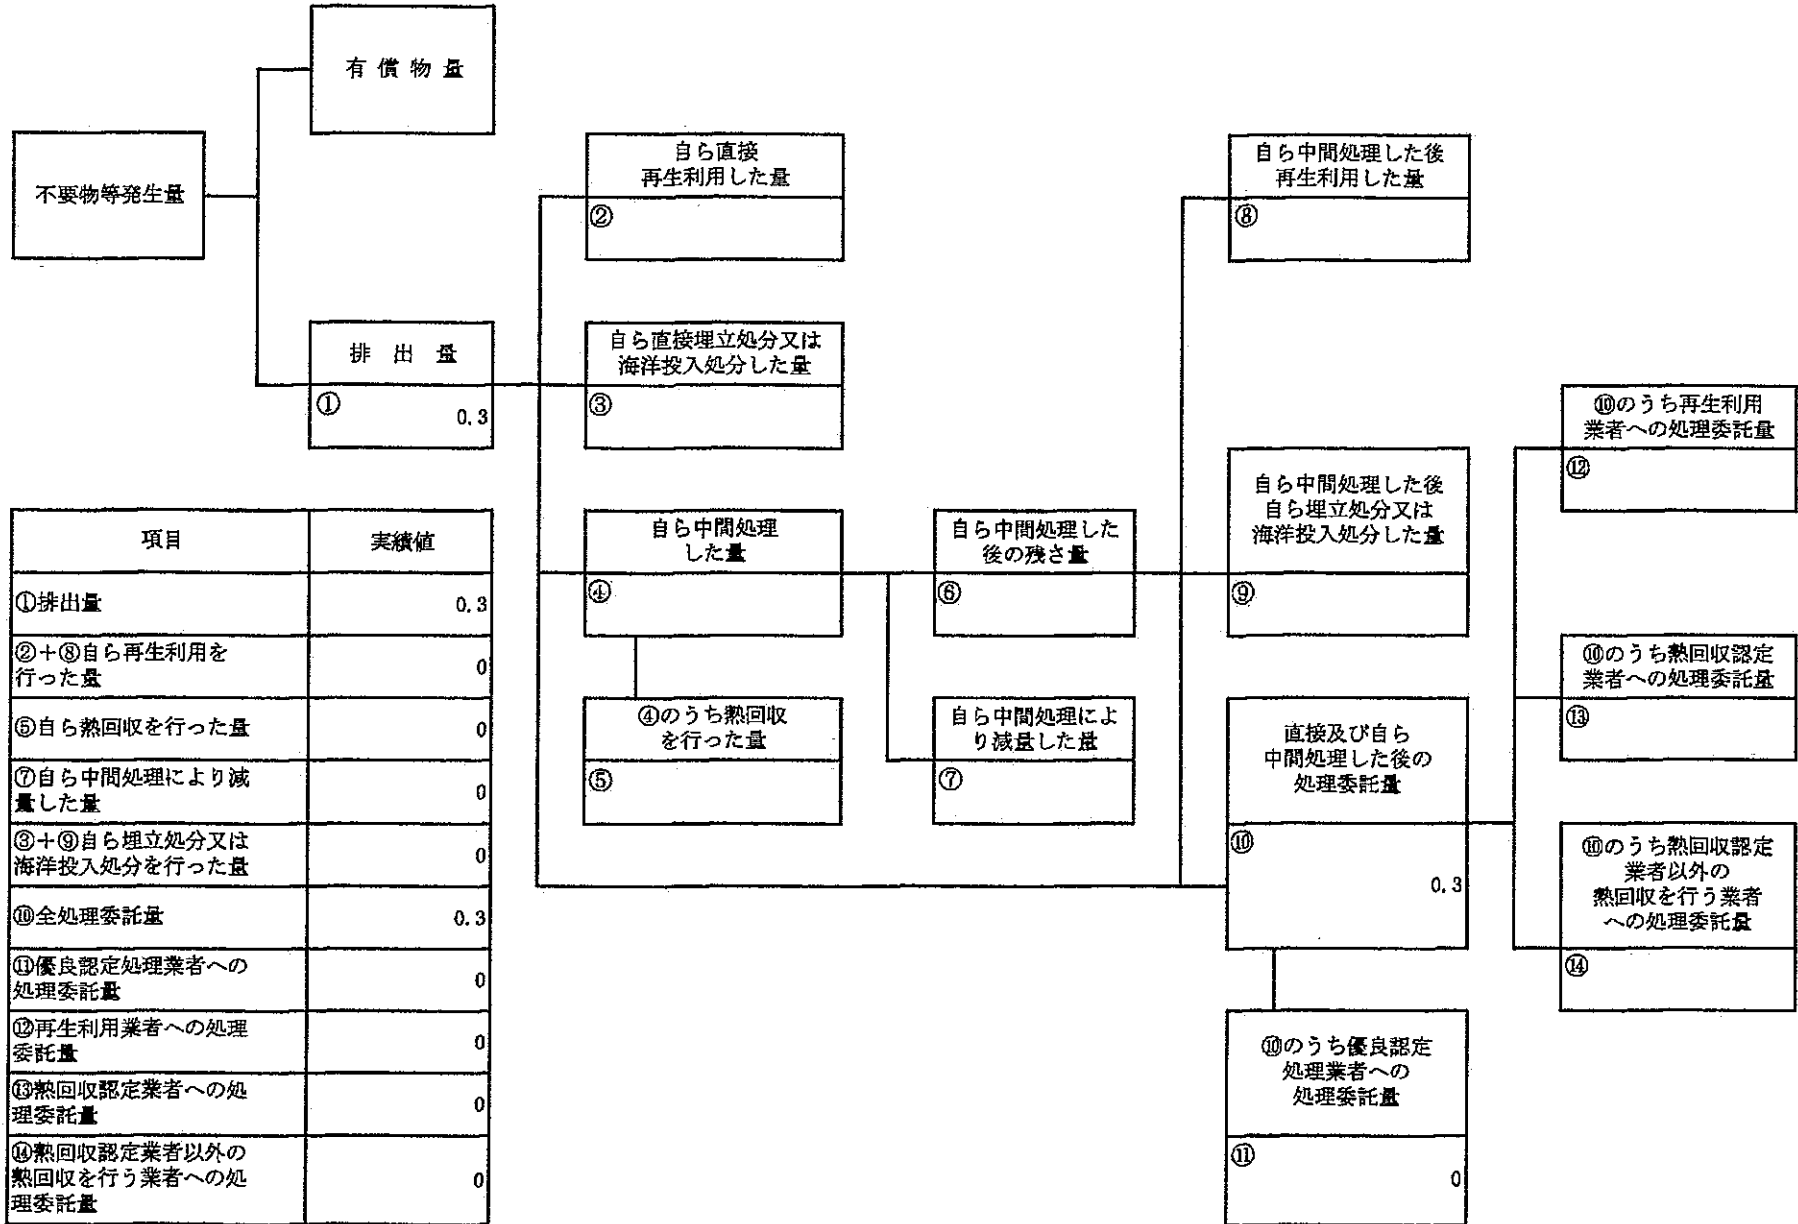 有償物量
不要物等発生量
排出量
①
0.3
自ら直接
再生利用した量
②
自ら直接埋立処分又は
海洋投入処分した量
③
自ら中間処理
した量
④
④のうち熱回収
を行った量
⑤
自ら中間処理した
後の残さ量
⑥
自ら中間処理によ
り減量した量
⑦
自ら中間処理した後
再生利用した量
⑧
自ら中間処理した後
自ら埋立処分又は
海洋投入処分した量
⑨
直接及び自ら
中間処理した後の
処理委託量
⑩
0.3
⑩のうち優良認定
処理業者への
処理委託量
⑪
0
⑩のうち再生利用
業者への処理委託量
⑫
⑩のうち熱回収認定
業者への処理委託量
⑬
⑩のうち熱回収認定
業者以外の
熱回収を行う業者
への処理委託量
⑭
項目 実績値
①排出量 0.3
②+⑧自ら再生利用を
行った量 0
⑤自ら熱回収を行った量 0
⑦自ら中間処理により減
量した量 0
③+⑨自ら埋立処分又は
海洋投入処分を行った量 0
⑩全処理委託量 0.3
⑪優良認定処理業者への
処理委託量 0
⑫再生利用業者への処理
委託量 0
⑬熱回収認定業者への処
理委託量 0
⑭熱回収認定業者以外の
熱回収を行う業者への処
理委託量 0